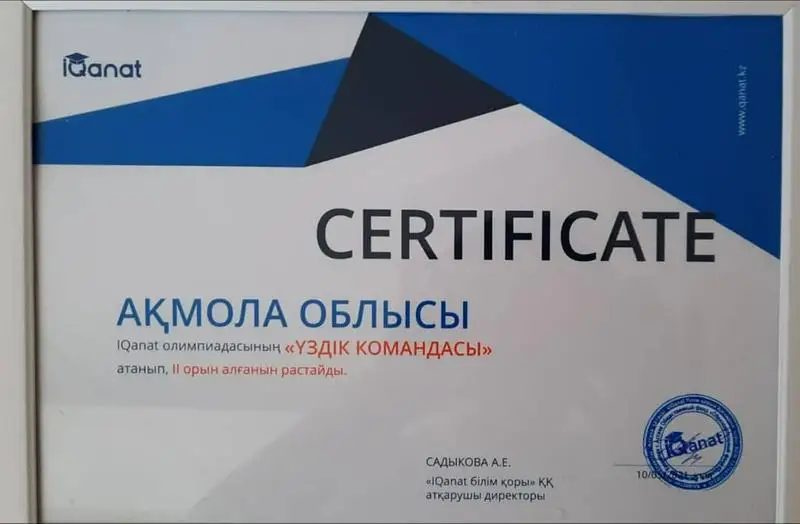 IQanat
www.qanat.kz
CERTIFICATE
АҚМОЛА ОБЛЫСЫ
IQanat олимпиадасының «ҮЗДІК КОМАНДАСЫ»
атанып, II орын алғанын растайды.
САДЫКОВА А.Е.
«IQanat білім қоры» ҚҚ
атқарушы директоры
IQanat